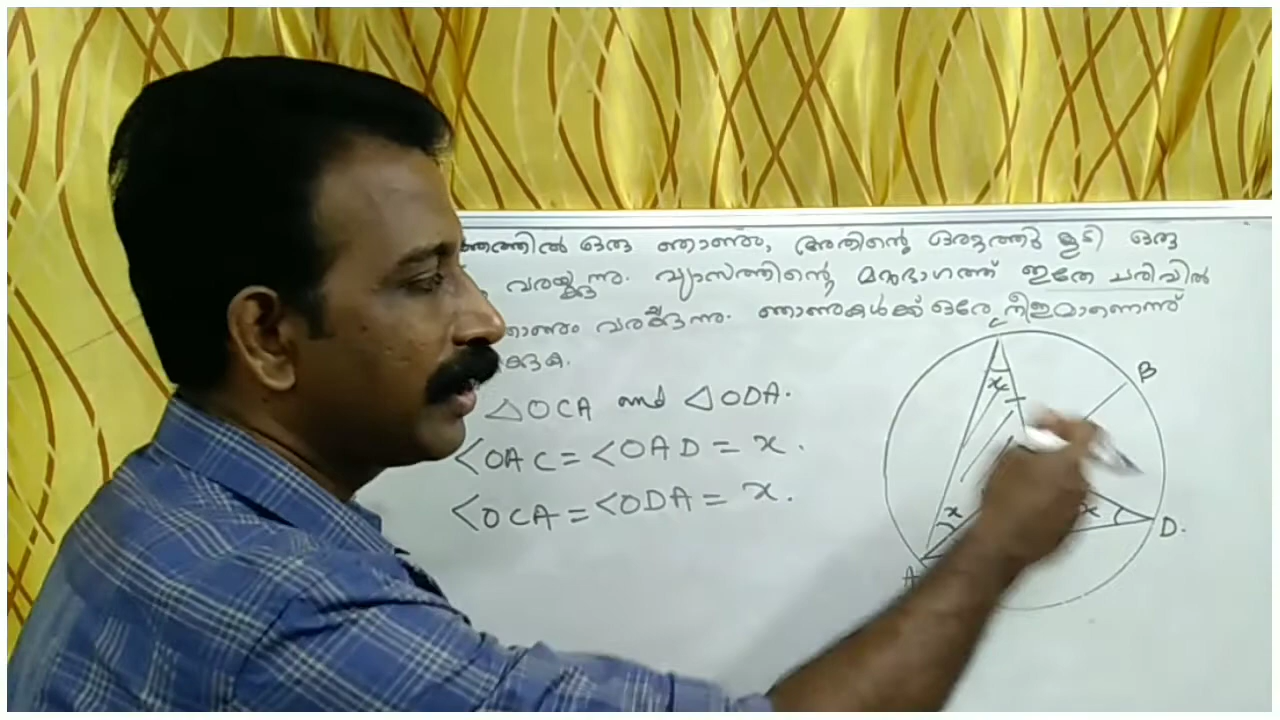 ഒരു ഞാണും, അതിന്റെ ഒരറ്റത്തു കൂടി ഒരു
വരയ്ക്കുന്നു. വ്യാസത്തിന്റെ മറുഭാഗത്ത് ഇതേ ചരിവിൽ
വരയ്ക്കുന്നു. ഞാണുകൾക്ക് ഒരേ നീളമാണെന്ന്
△OCA ഉം △ODA.
<OAC = <OAD = x.
<OCA = <ODA = x.
C
B
x
x
x
D.
A